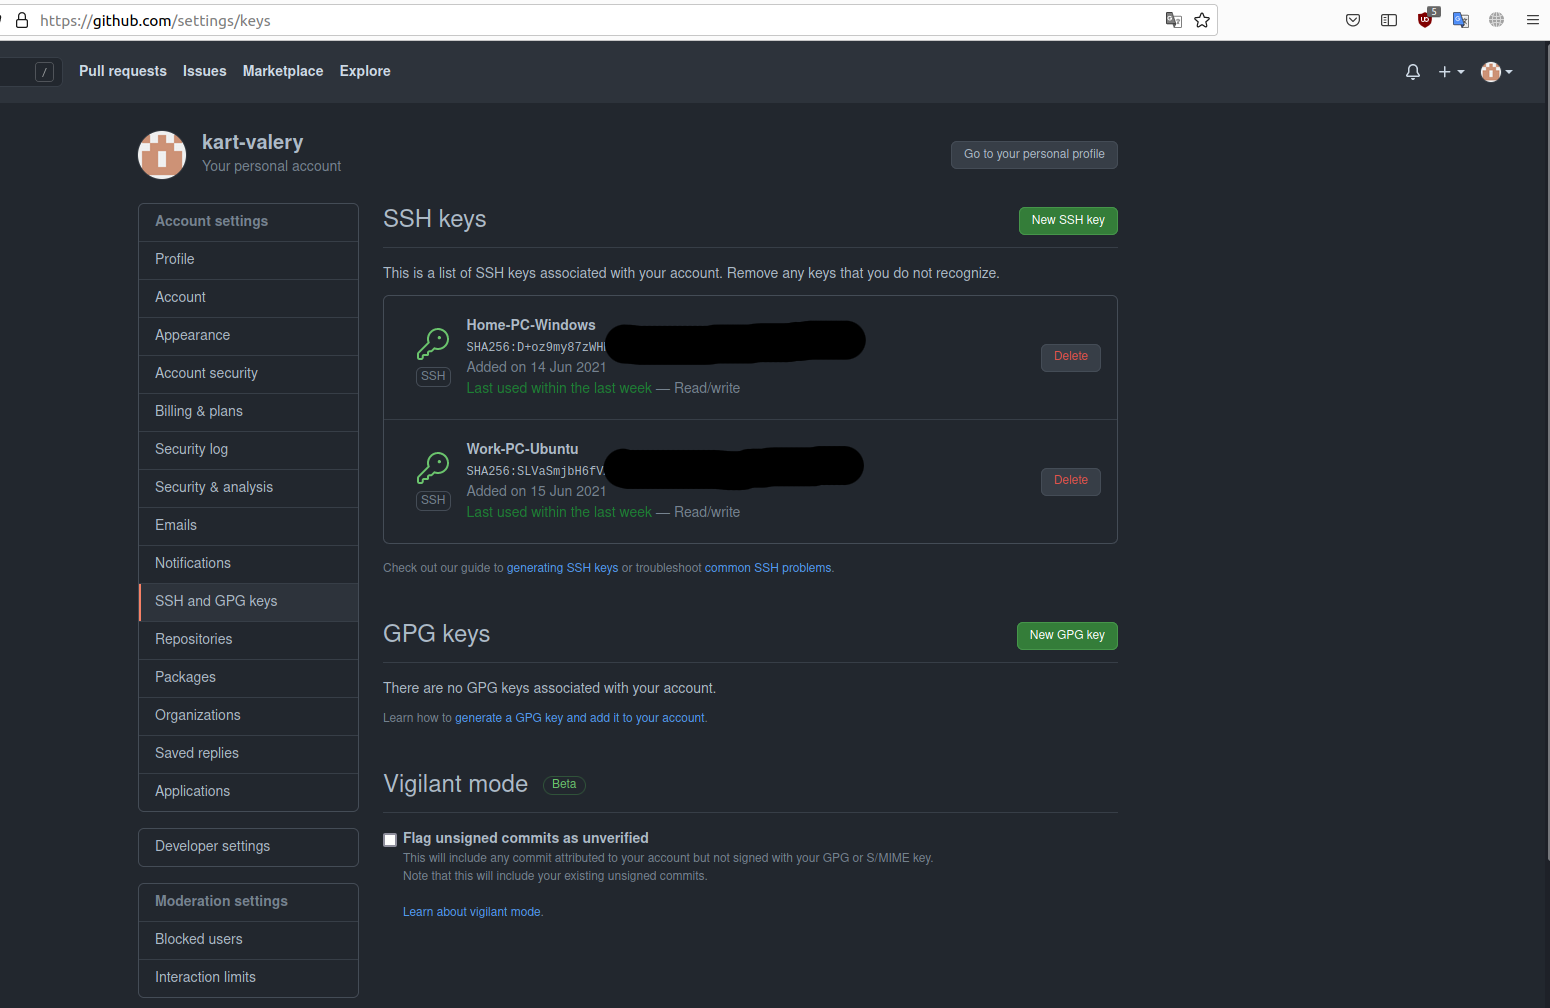 https://github.com/settings/keys
5
/
Pull requests Issues Marketplace Explore
kart-valery
Your personal account
Go to your personal profile
Account settings
Profile
Account
Appearance
Account security
Billing & plans
Security log
Security & analysis
Emails
Notifications
SSH and GPG keys
Repositories
Packages
Organizations
Saved replies
Applications
Developer settings
Moderation settings
Blocked users
Interaction limits
SSH keys
New SSH key
This is a list of SSH keys associated with your account. Remove any keys that you do not recognize.
Home-PC-Windows
SHA256:D+oz9my87zWH
Added on 14 Jun 2021
Last used within the last week — Read/write
SSH
Delete
Work-PC-Ubuntu
SHA256:SLVaSmjbH6fV
Added on 15 Jun 2021
Last used within the last week — Read/write
SSH
Delete
Check out our guide to generating SSH keys or troubleshoot common SSH problems.
GPG keys
New GPG key
There are no GPG keys associated with your account.
Learn how to generate a GPG key and add it to your account.
Vigilant mode Beta
Flag unsigned commits as unverified
This will include any commit attributed to your account but not signed with your GPG or S/MIME key.
Note that this will include your existing unsigned commits.
Learn about vigilant mode.